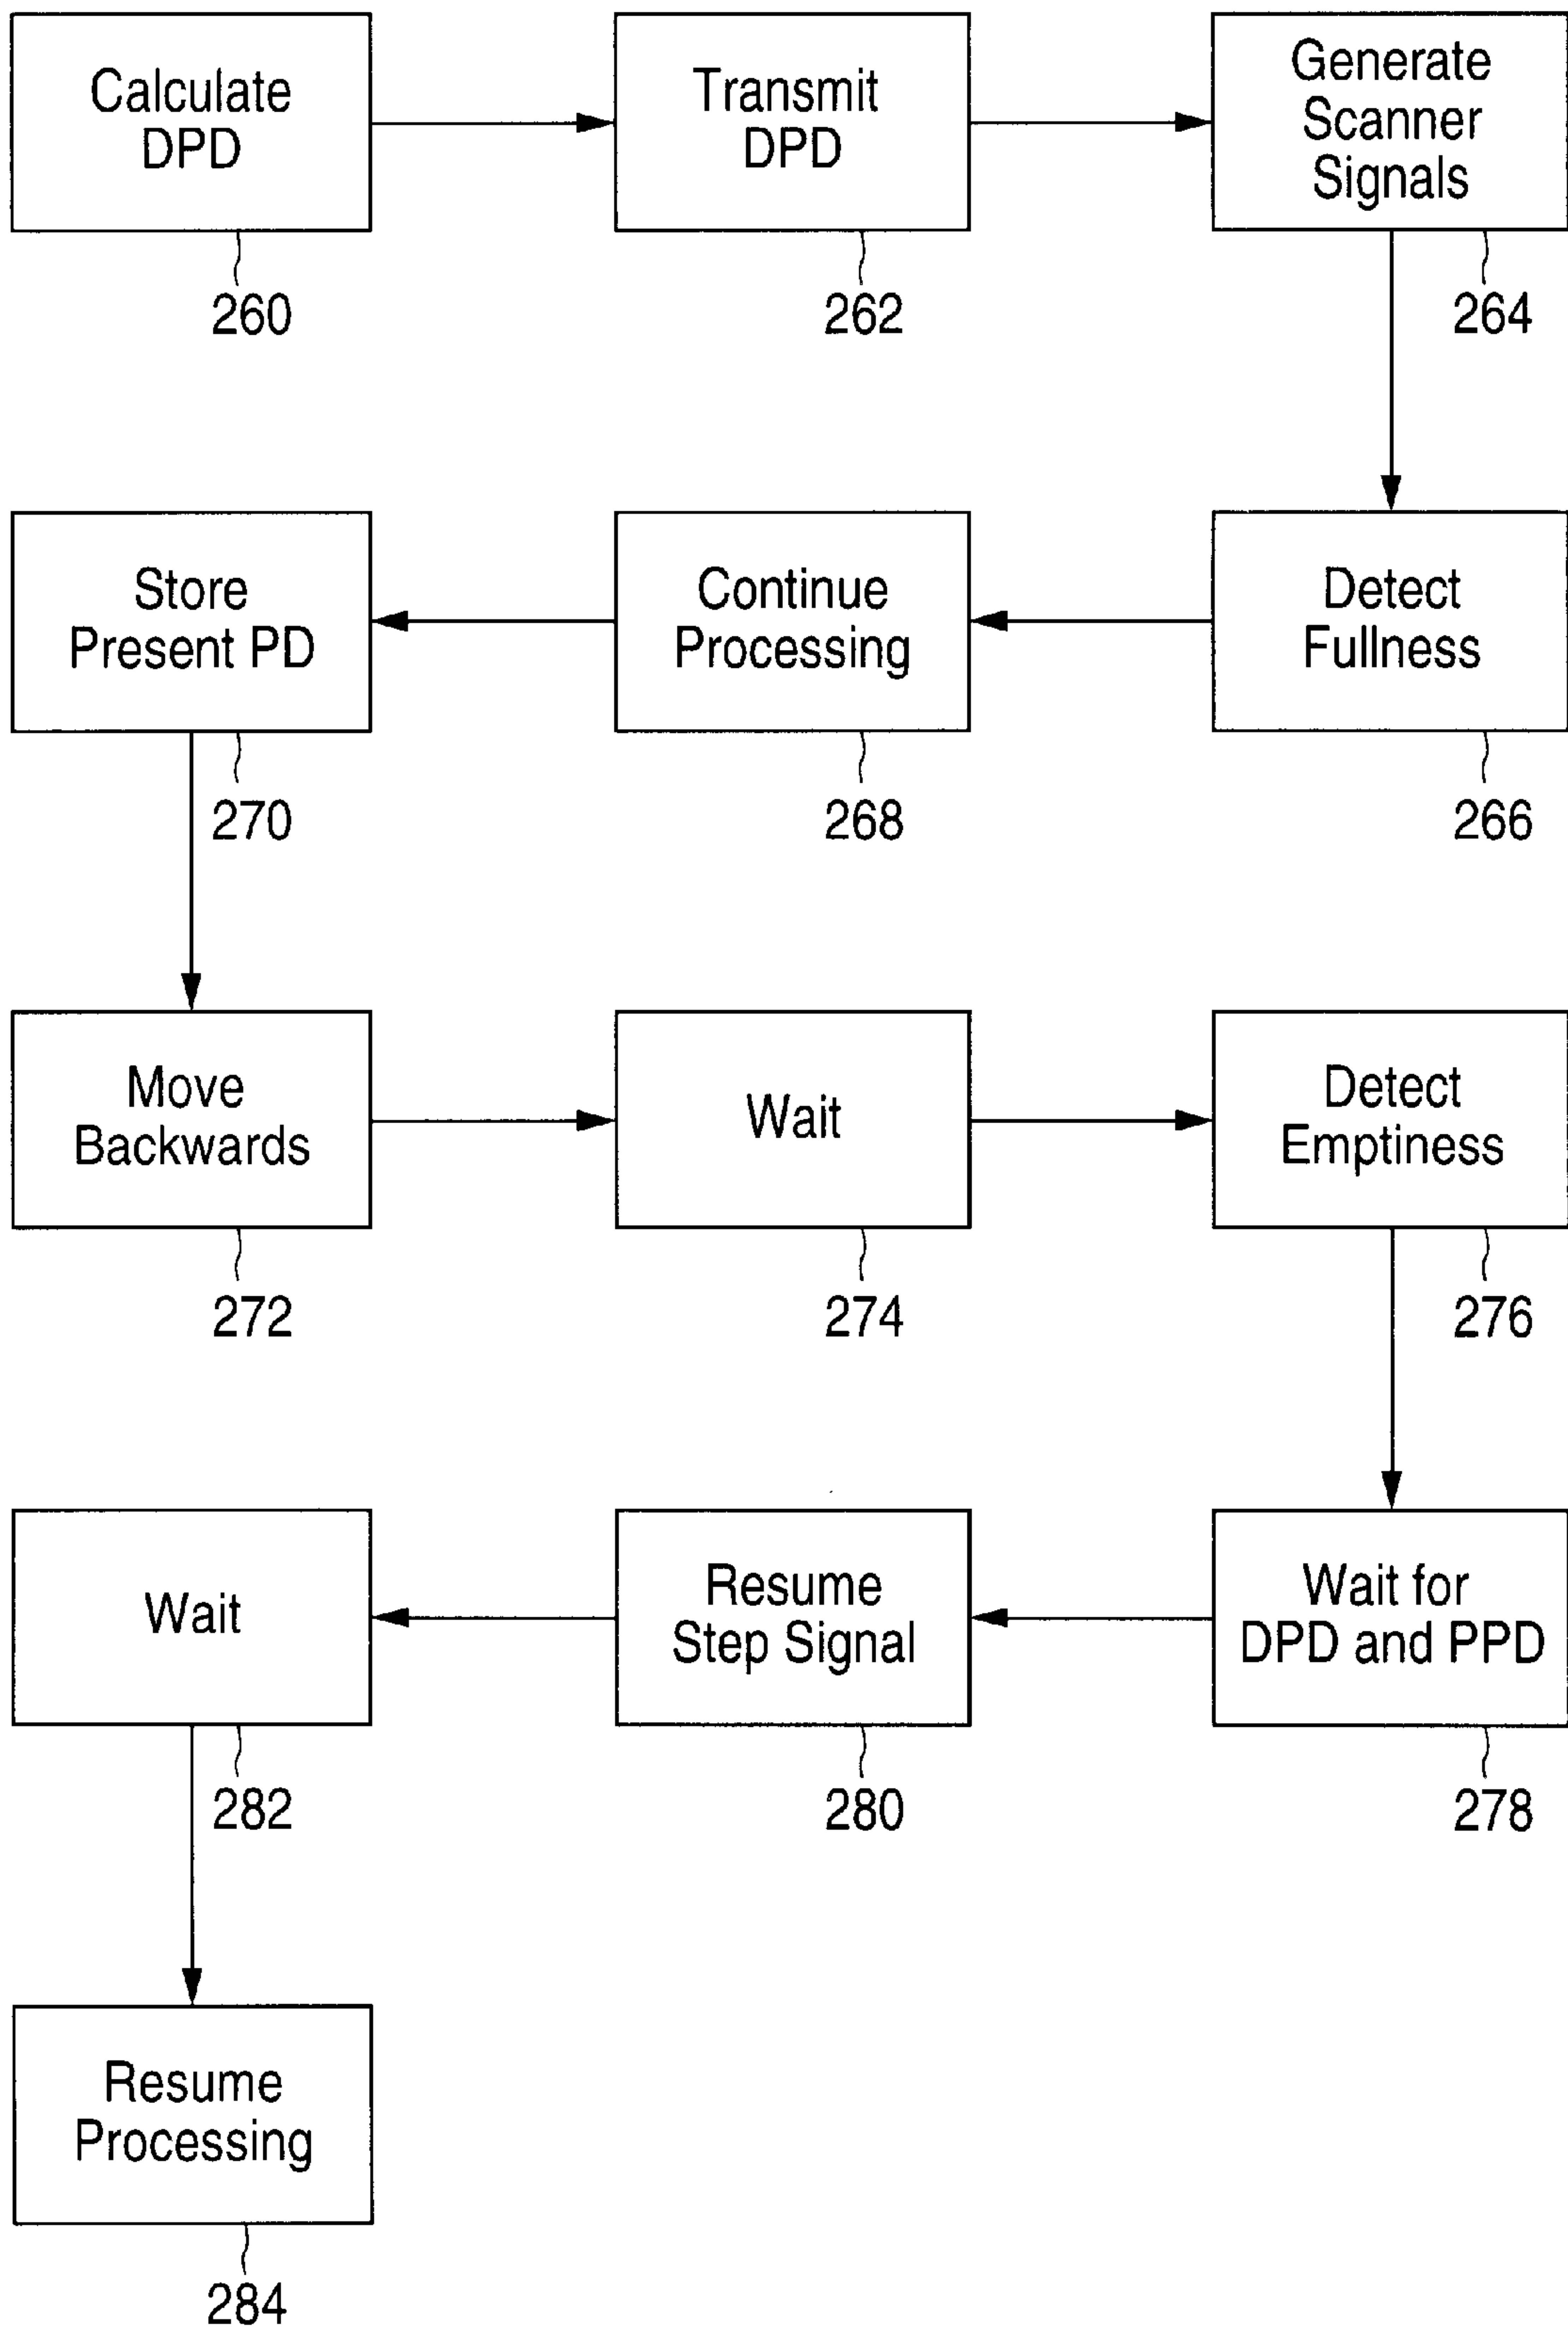 Calculate
DPD
260
Transmit
DPD
262
Generate
Scanner
Signals
264
Store
Present PD
270
Continue
Processing
268
Detect
Fullness
266
Move
Backwards
272
Wait
274
Detect
Emptiness
276
Wait
282
Resume
Step Signal
280
Wait for
DPD and PPD
278
Resume
Processing
284